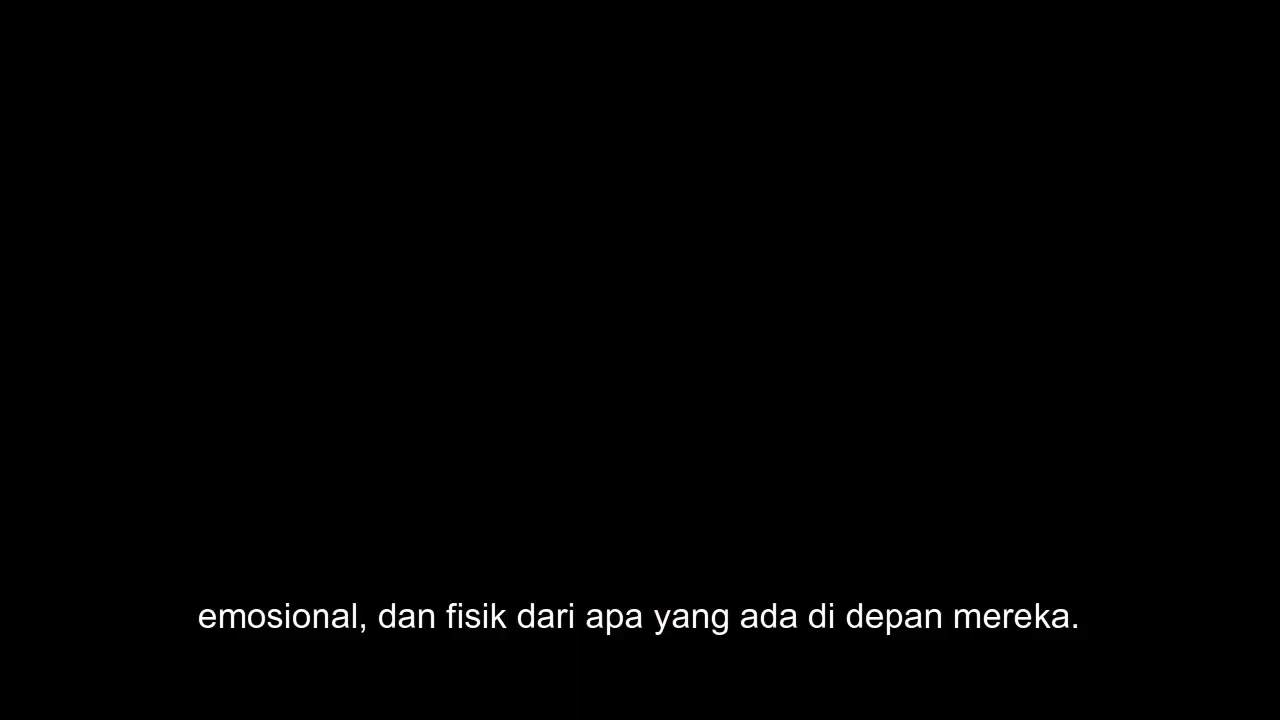 emosional, dan fisik dari apa yang ada di depan mereka.